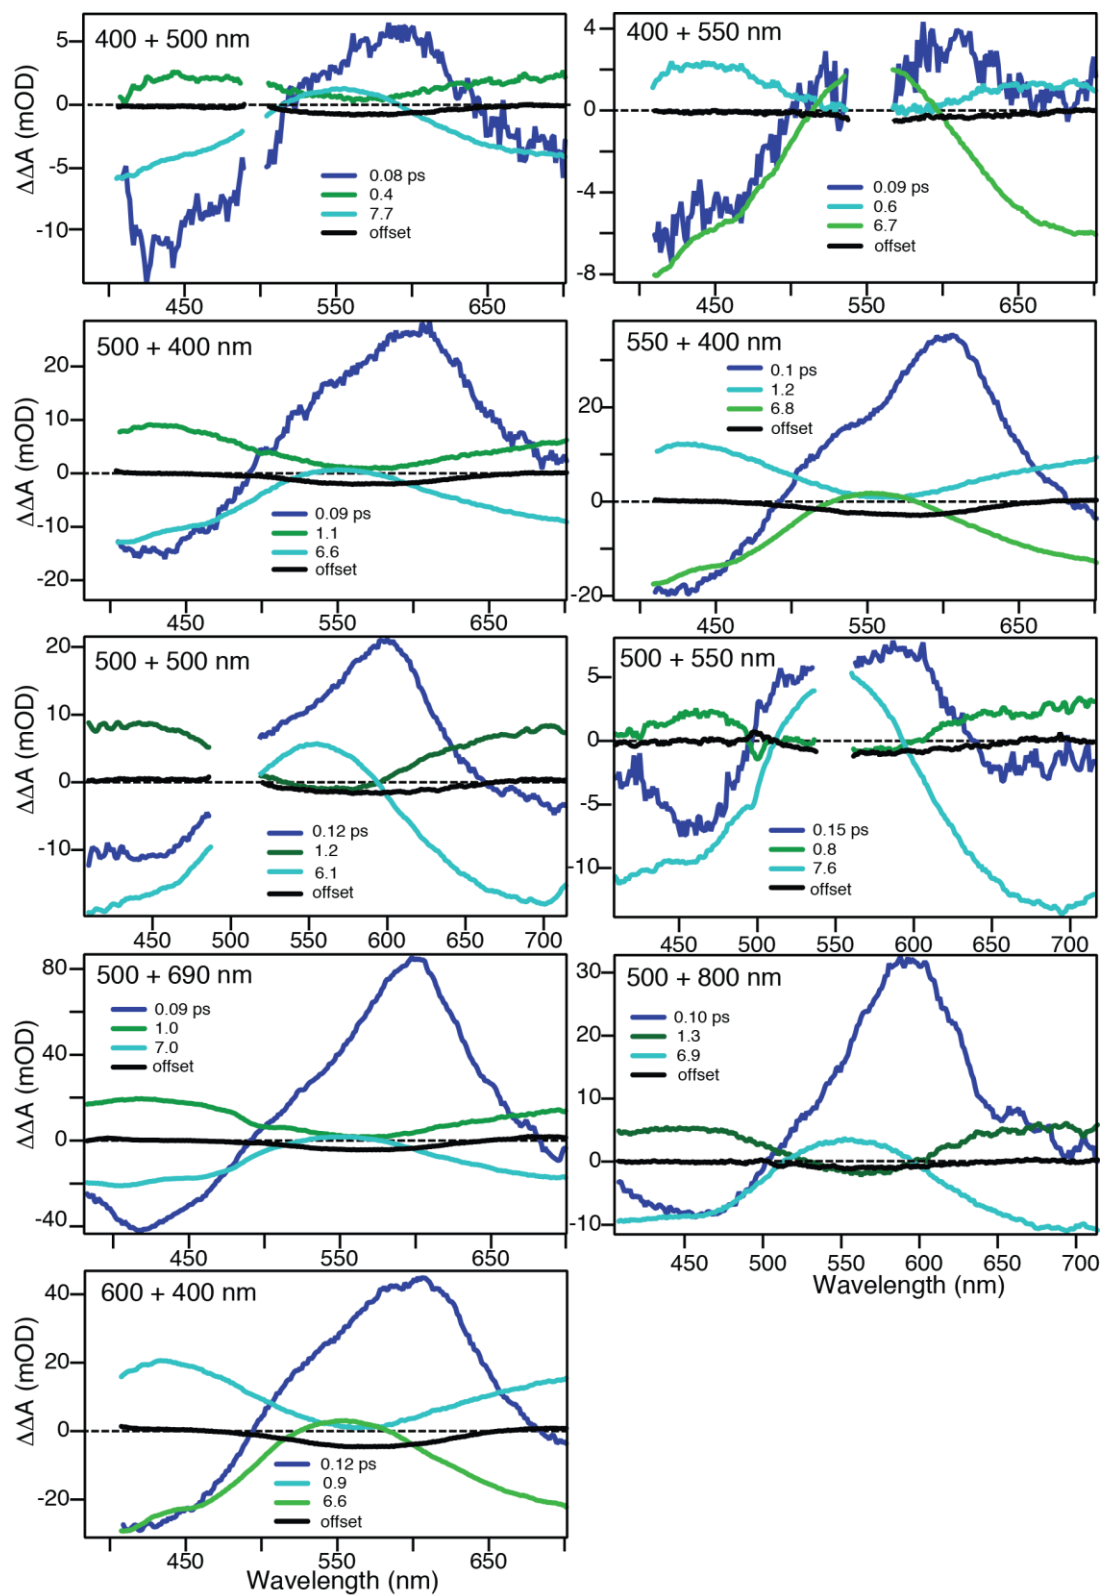 400 + 500 nm
5
0
-5
-10
ΔΔA (mOD)
0.08 ps
0.4
7.7
offset
450
550
650
400 + 550 nm
4
2
0
-4
-8
0.09 ps
0.6
6.7
offset
450
550
650
500 + 400 nm
20
10
0
-10
-20
ΔΔA (mOD)
0.09 ps
1.1
6.6
offset
450
550
650
550 + 400 nm
20
0
-20
0.1 ps
1.2
6.8
offset
450
550
650
500 + 500 nm
20
10
0
-10
ΔΔA (mOD)
0.12 ps
1.2
6.1
offset
450
500
550
600
650
700
500 + 550 nm
5
0
-5
-10
0.15 ps
0.8
7.6
offset
450
500
550
600
650
700
500 + 690 nm
80
40
0
-40
ΔΔA (mOD)
0.09 ps
1.0
7.0
offset
450
550
650
500 + 800 nm
30
20
10
0
-10
0.10 ps
1.3
6.9
offset
450
500
550
600
650
700
Wavelength (nm)
600 + 400 nm
40
20
0
-20
ΔΔA (mOD)
0.12 ps
0.9
6.6
offset
450
550
650
Wavelength (nm)